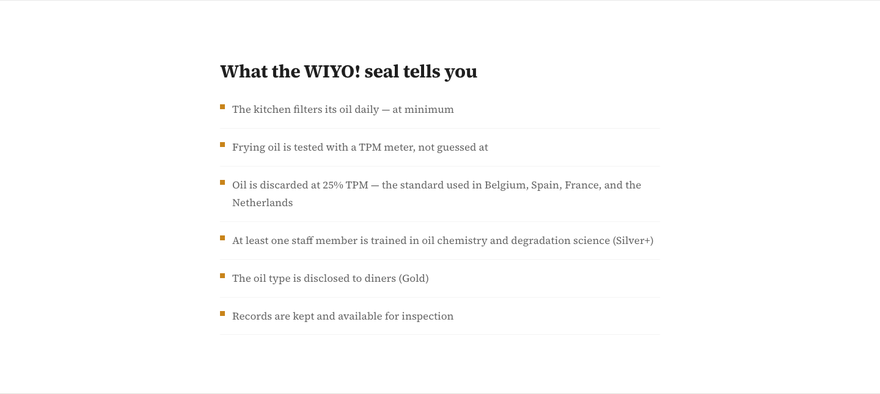 What the WIYO! seal tells you
The kitchen filters its oil daily — at minimum
Frying oil is tested with a TPM meter, not guessed at
Oil is discarded at 25% TPM — the standard used in Belgium, Spain, France, and the
Netherlands
At least one staff member is trained in oil chemistry and degradation science (Silver+)
The oil type is disclosed to diners (Gold)
Records are kept and available for inspection